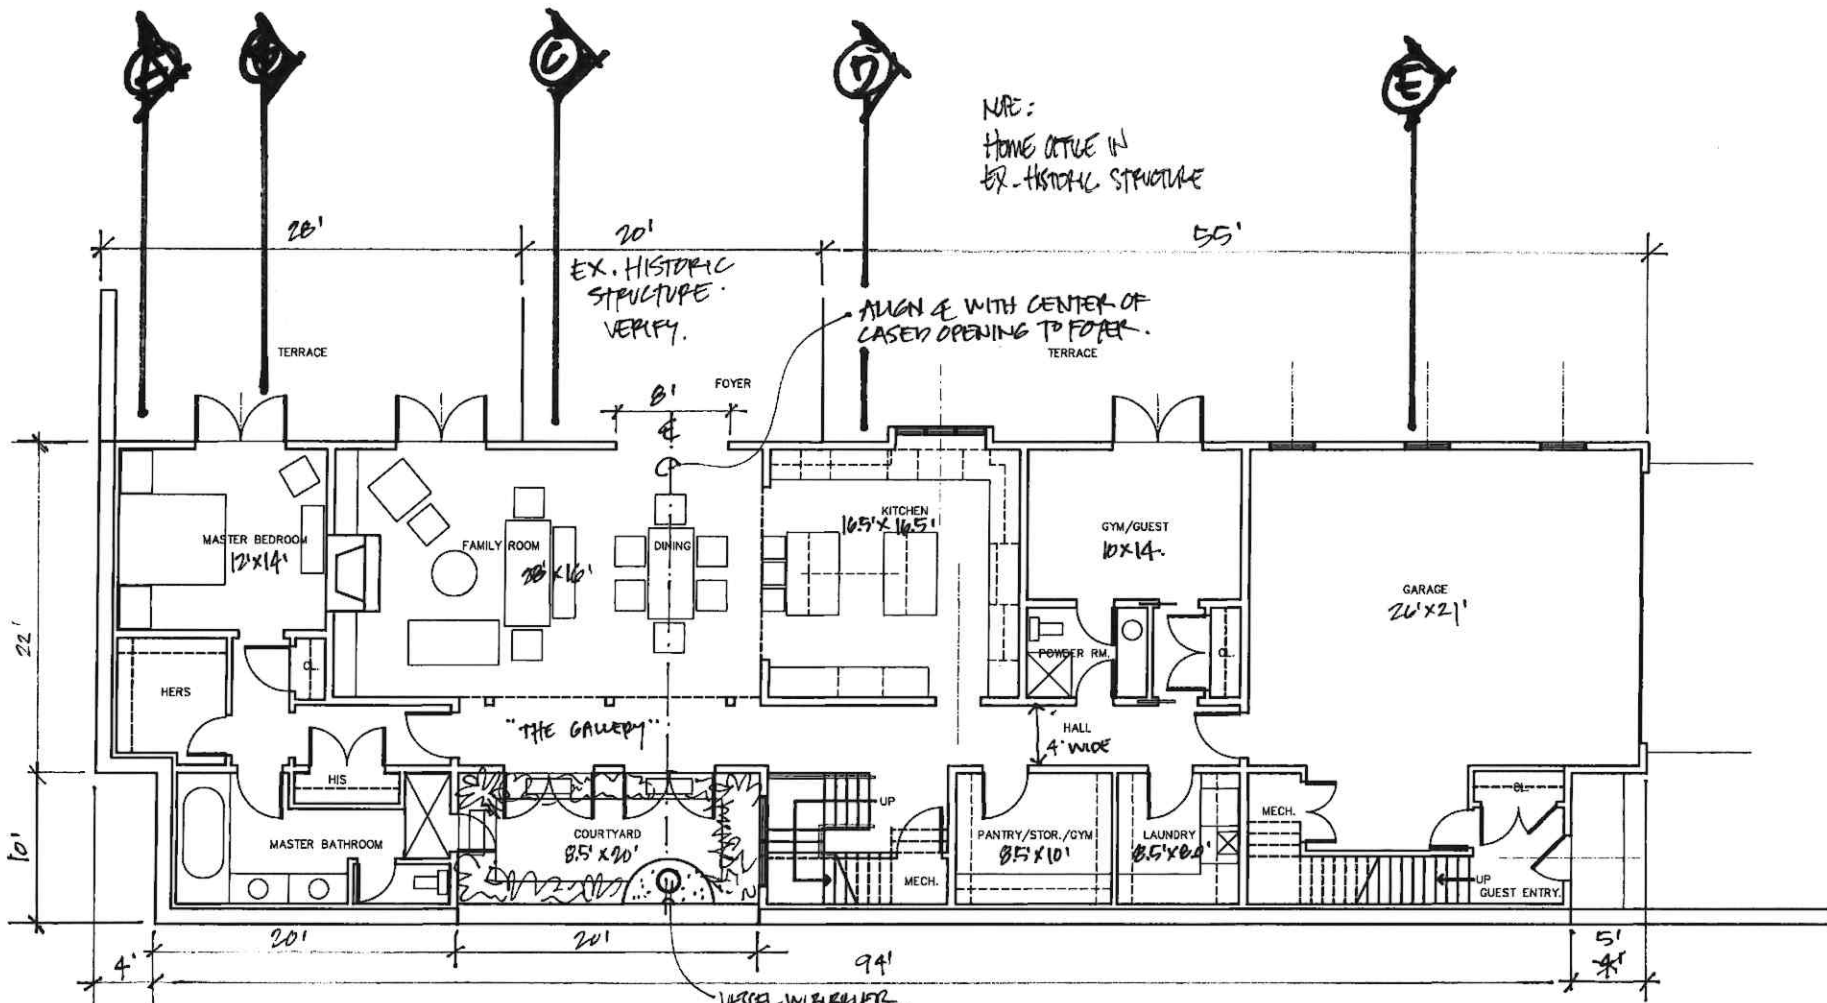 A
B
C
D
E
NOTE:
HOME OFFICE IN
EX. HISTORIC STRUCTURE
28'
20'
55'
EX. HISTORIC
STRUCTURE.
VERIFY.
ALIGN ℄ WITH CENTER OF
CASED OPENING TO FOYER.
TERRACE
TERRACE
FOYER
8'
℄
MASTER BEDROOM
12'x14'
FAMILY ROOM
28'x16'
DINING
KITCHEN
16.5'x16.5'
GYM/GUEST
10x14.
GARAGE
26'x21'
22'
HERS
CL.
POWDER RM.
CL.
"THE GALLERY"
HALL
4' WIDE
HIS
UP
CL.
MECH.
10'
MASTER BATHROOM
COURTYARD
8.5'x20'
PANTRY/STOR./GYM
8.5'x10'
LAUNDRY
MECH.
UP
GUEST ENTRY.
20'
20'
5'
4'
94'
4'